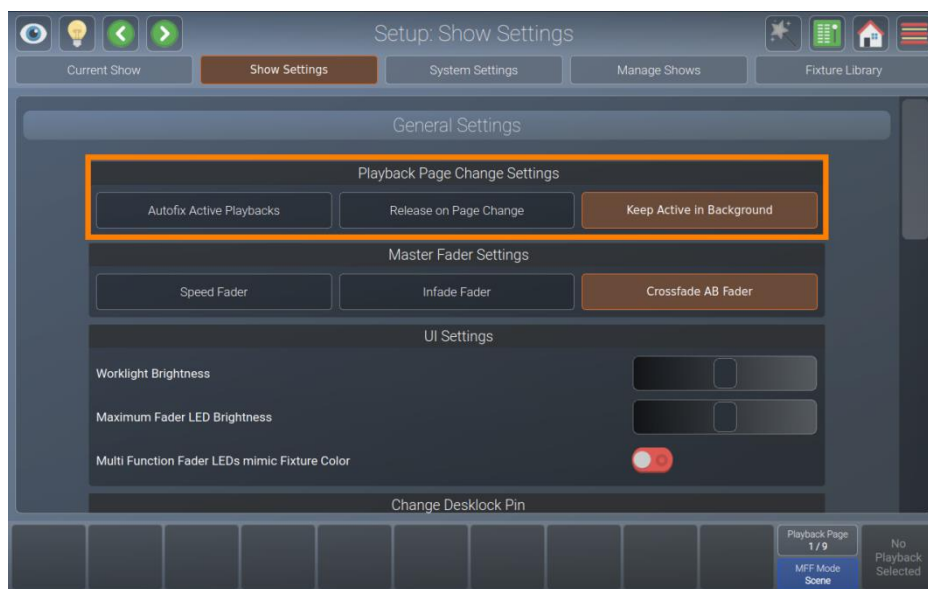 Setup: Show Settings
Current Show
Show Settings
System Settings
Manage Shows
Fixture Library
General Settings
Playback Page Change Settings
Autofix Active Playbacks
Release on Page Change
Keep Active in Background
Master Fader Settings
Speed Fader
Infade Fader
Crossfade AB Fader
UI Settings
Worklight Brightness
Maximum Fader LED Brightness
Multi Function Fader LEDs mimic Fixture Color
Change Desklock Pin
Playback Page
1 / 9
MFF Mode
Scene
No
Playback
Selected